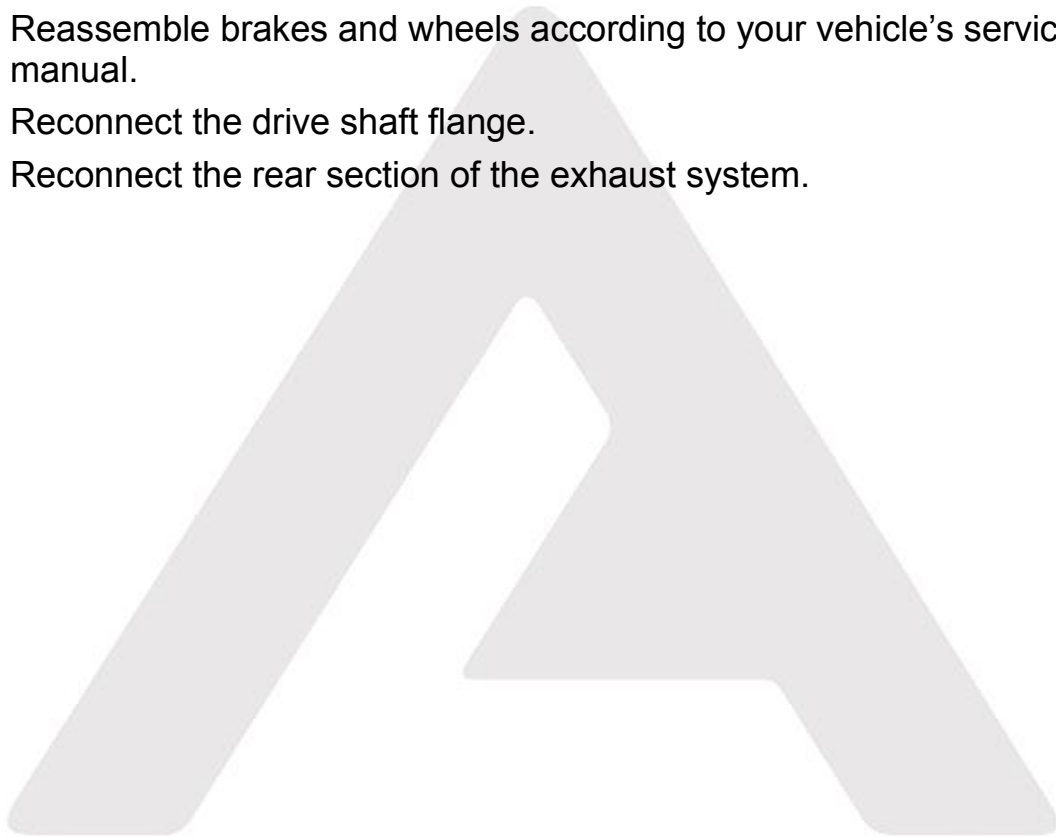 Reassemble brakes and wheels according to your vehicle’s servic
manual.
Reconnect the drive shaft flange.
Reconnect the rear section of the exhaust system.